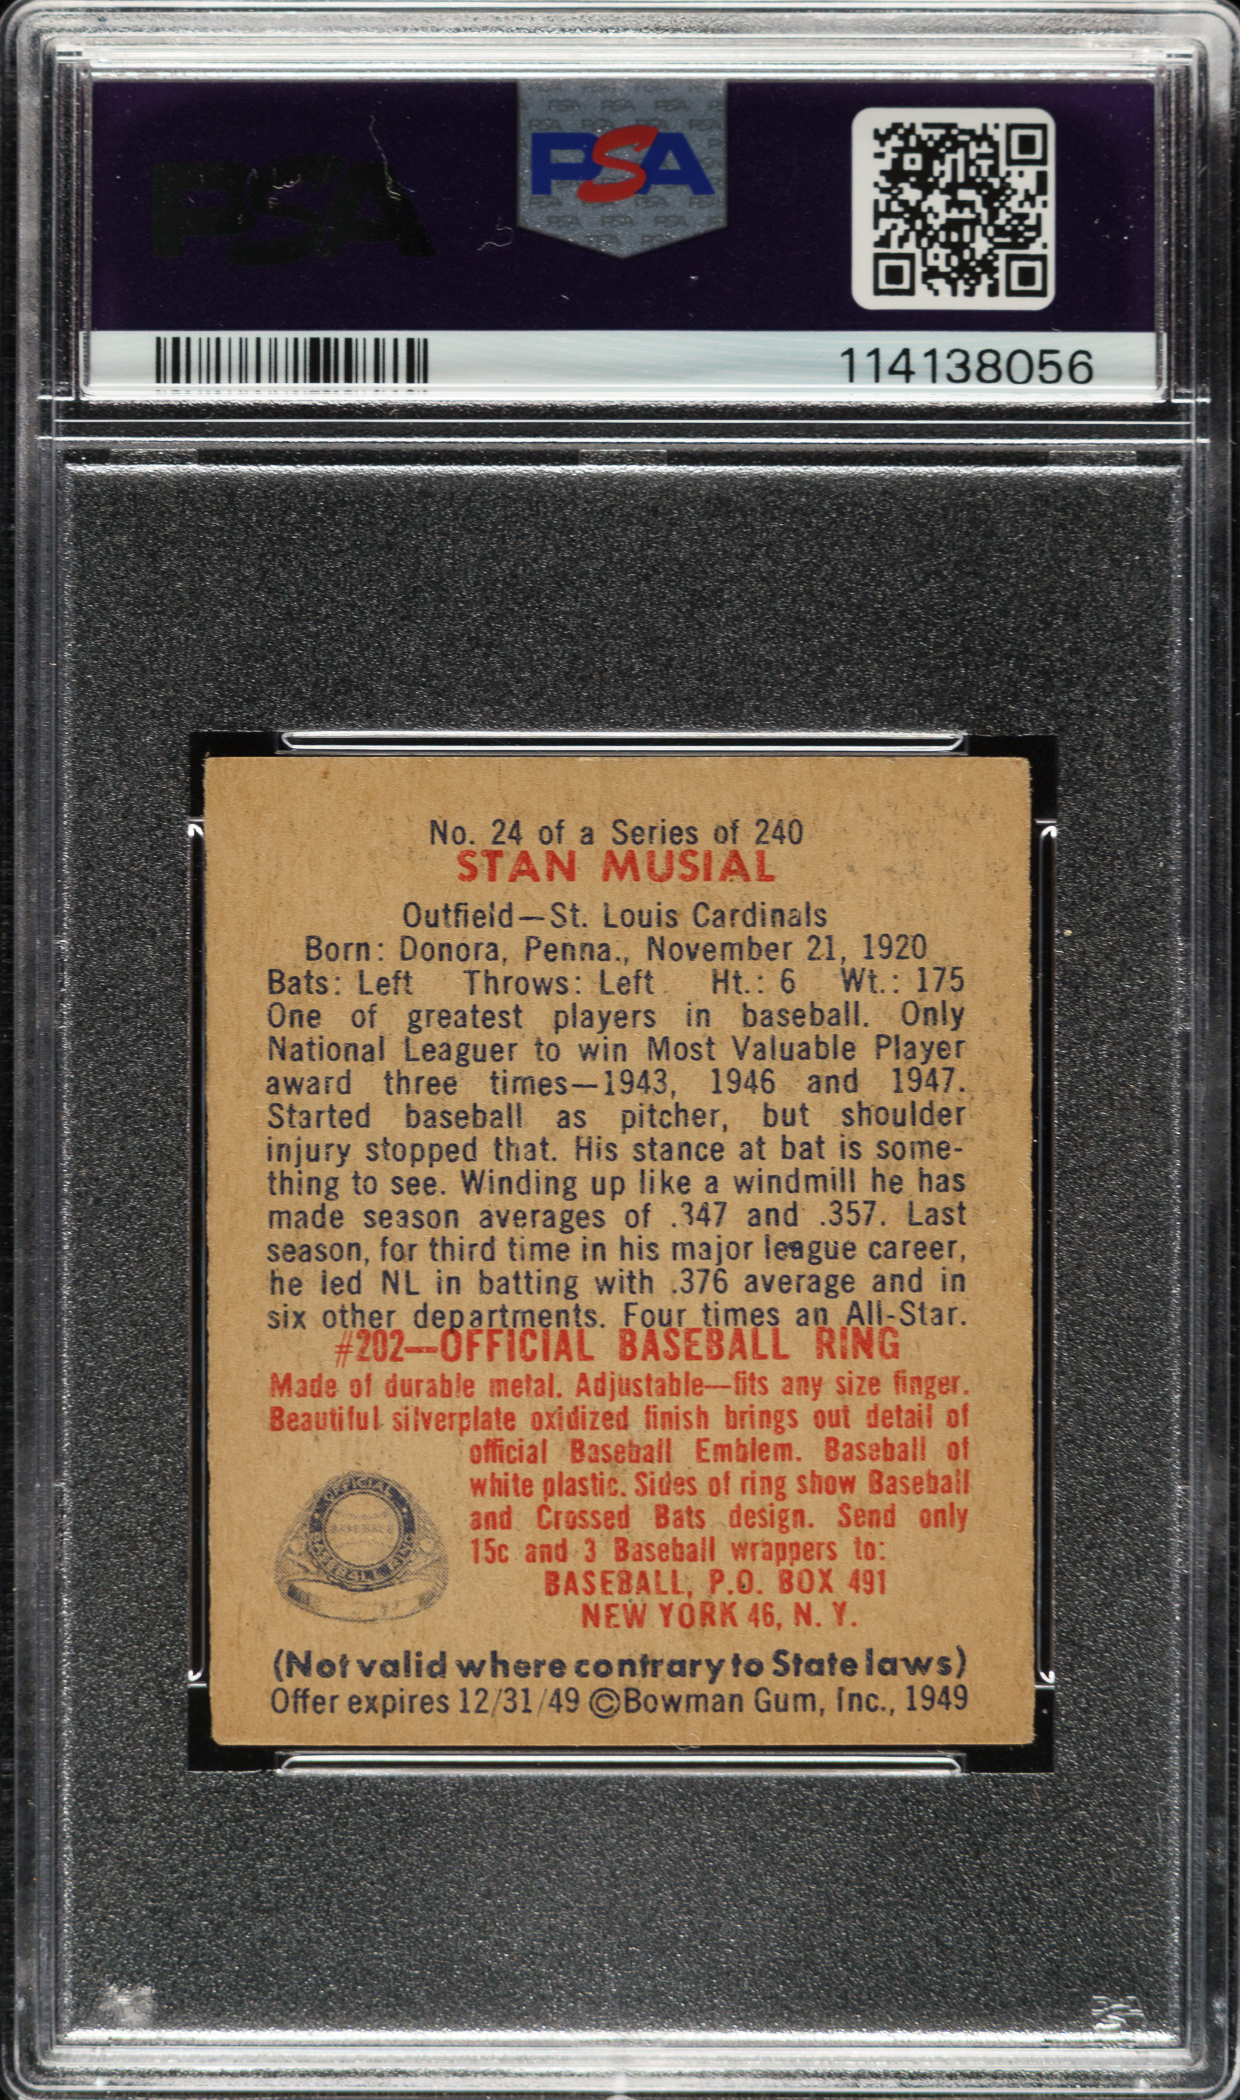 PSA
PSA
114138056
No. 24 of a Series of 240
STAN MUSIAL
Outfield—St. Louis Cardinals
Born: Donora, Penna., November 21, 1920
Bats: Left Throws: Left Ht.: 6 Wt.: 175
One of greatest players in baseball. Only
National Leaguer to win Most Valuable Player
award three times—1943, 1946 and 1947.
Started baseball as pitcher, but shoulder
injury stopped that. His stance at bat is some-
thing to see. Winding up like a windmill he has
made season averages of .347 and .357. Last
season, for third time in his major league career,
he led NL in batting with .376 average and in
six other departments. Four times an All-Star.
#202—OFFICIAL BASEBALL RING
Made of durable metal. Adjustable—fits any size finger.
Beautiful silverplate oxidized finish brings out detail of
official Baseball Emblem. Baseball of
white plastic. Sides of ring show Baseball
and Crossed Bats design. Send only
15c and 3 Baseball wrappers to:
BASEBALL, P.O. BOX 491
NEW YORK 46, N. Y.
OFFICIAL
BASEBALL
BASEBALL RING
(Not valid where contrary to State laws)
Offer expires 12/31/49 ©Bowman Gum, Inc., 1949
PSA